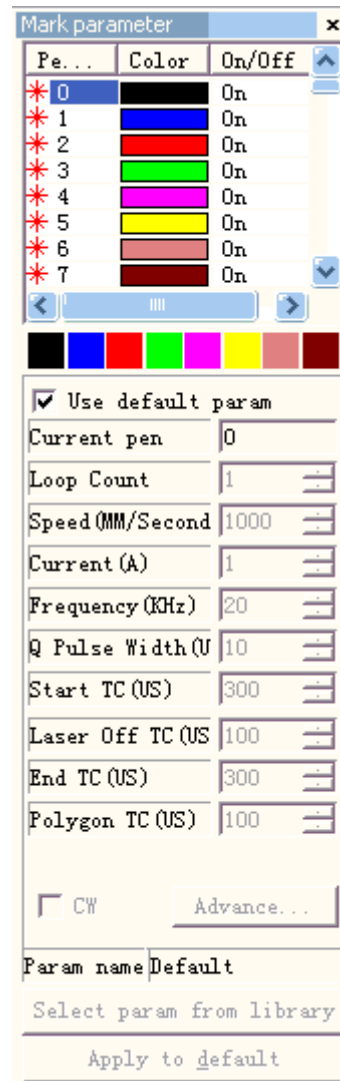 Mark parameter
Pe... Color On/Off
0 On
1 On
2 On
3 On
4 On
5 On
6 On
7 On
Use default param
Current pen 0
Loop Count 1
Speed(MM/Second 1000
Current(A) 1
Frequency(KHz) 20
Q Pulse Width(U 10
Start TC(US) 300
Laser Off TC(US 100
End TC(US) 300
Polygon TC(US) 100
CW Advance...
Param name Default
Select param from library
Apply to default